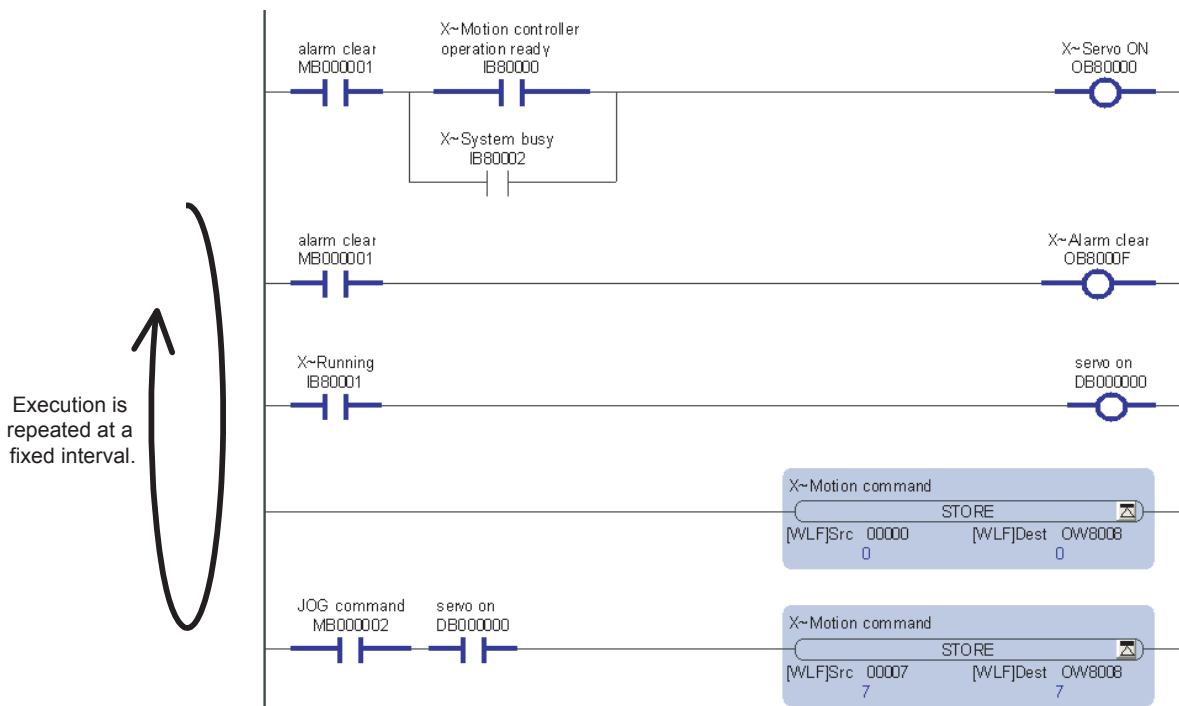 X~Motion controller
operation ready
IB80000
alarm clear
MB000001
X~Servo ON
OB80000
X~System busy
IB80002
alarm clear
MB000001
X~Alarm clear
OB8000F
X~Running
IB80001
servo on
DB000000
Execution is
repeated at a
fixed interval.
X~Motion command
STORE
[WLF]Src 00000 [WLF]Dest OW8008
0 0
JOG command
MB000002
servo on
DB000000
X~Motion command
STORE
[WLF]Src 00007 [WLF]Dest OW8008
7 7